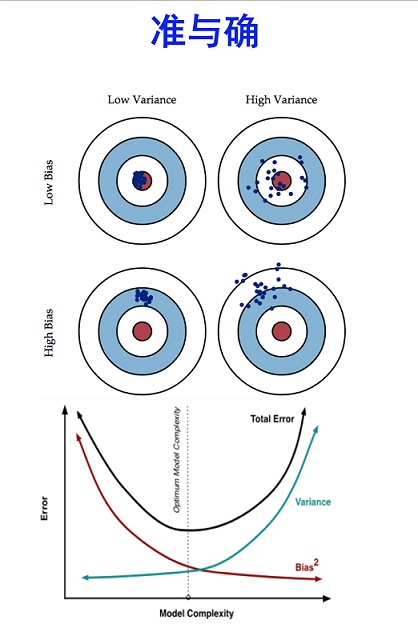 准与确
Low Variance
High Variance
Low Bias
High Bias
Optimum Model Complexity
Total Error
Variance
Bias²
Error
Model Complexity